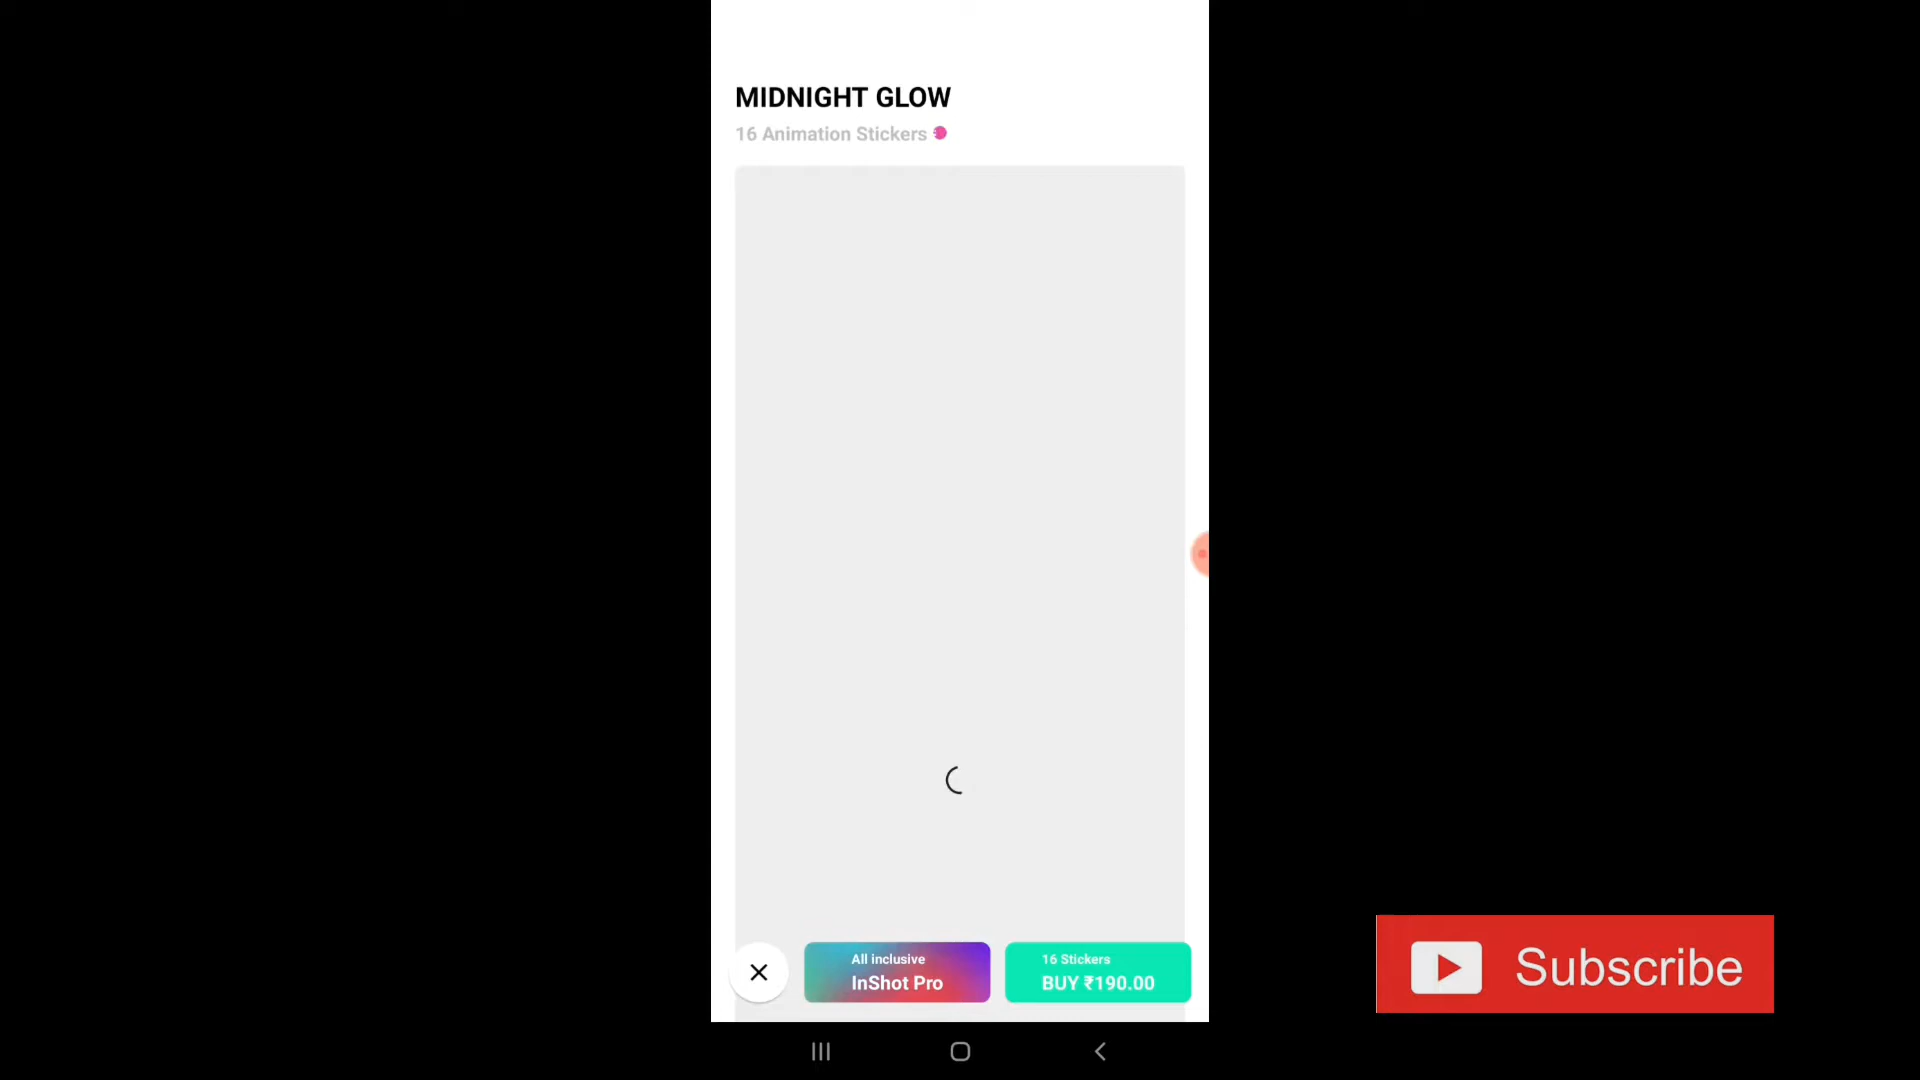 MIDNIGHT GLOW
16 Animation Stickers
All inclusive
InShot Pro
16 Stickers
BUY ₹190.00
Subscribe